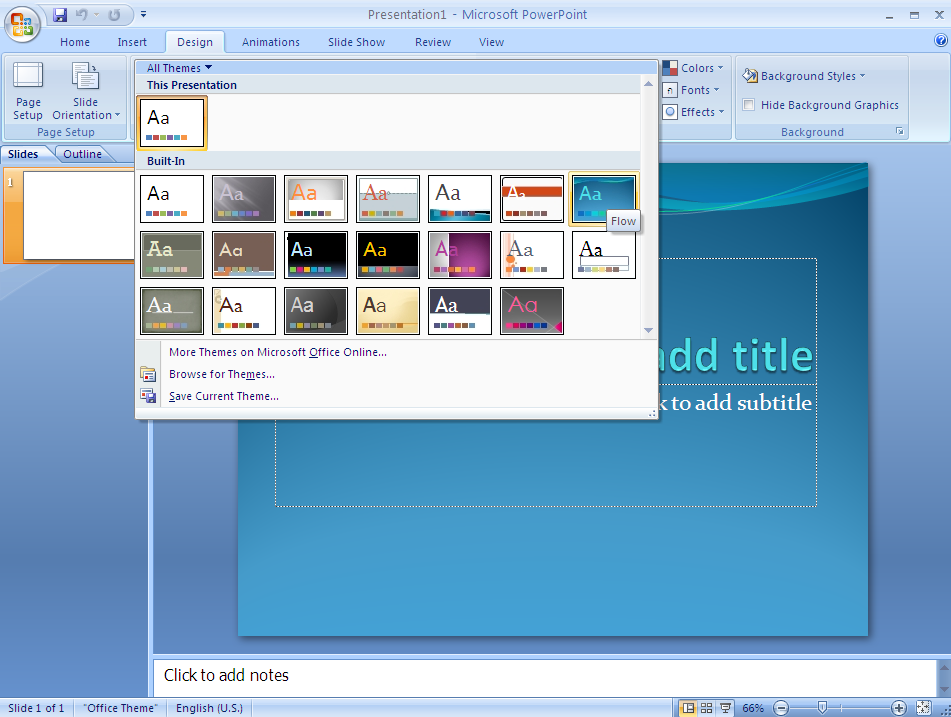 Presentation1 - Microsoft PowerPoint
Home Insert Design Animations Slide Show Review View
Page Setup
Slide Orientation
Page Setup
All Themes
This Presentation
Aa
Built-In
Aa Aa Aa Aa Aa Aa Aa
Flow
Aa Aa Aa Aa Aa Aa Aa
Aa Aa Aa Aa Aa Aa
More Themes on Microsoft Office Online...
Browse for Themes...
Save Current Theme...
Colors
Fonts
Effects
Background Styles
Hide Background Graphics
Background
Slides Outline
1
add title
k to add subtitle
Click to add notes
Slide 1 of 1 "Office Theme" English (U.S.) 66%